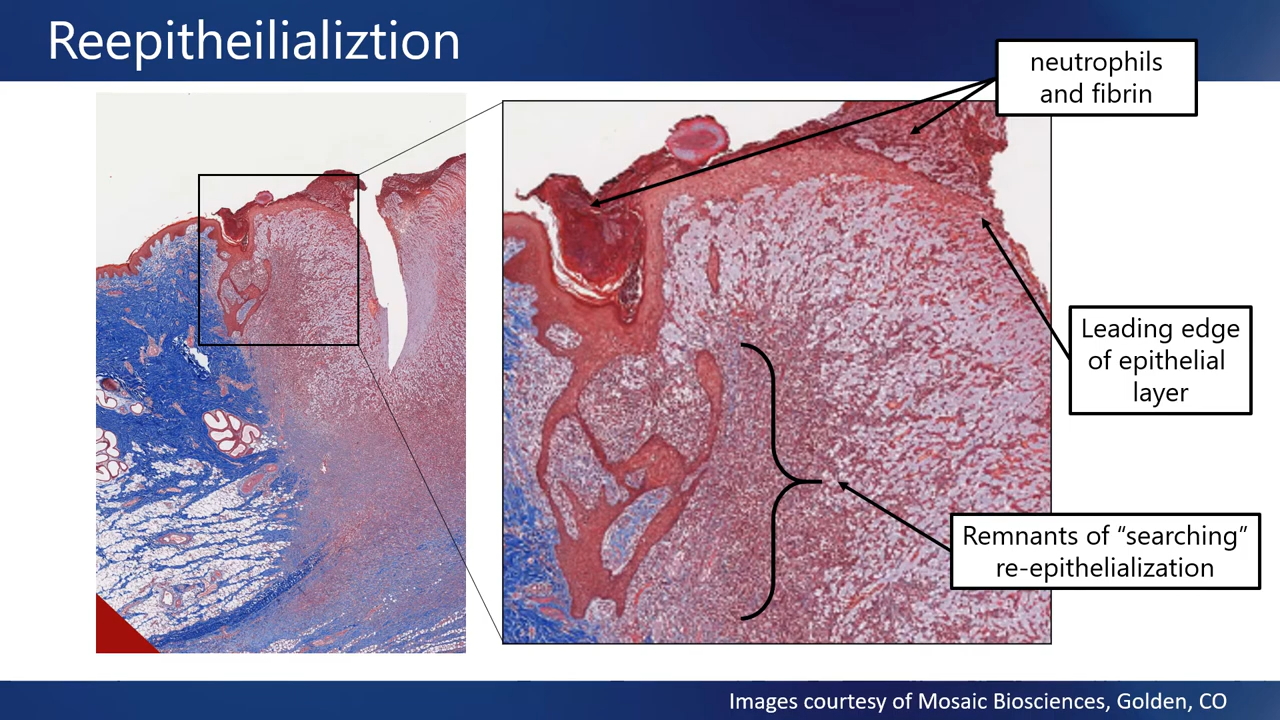 Reepitheilializtion
neutrophils
and fibrin
Leading edge
of epithelial
layer
Remnants of “searching”
re-epithelialization
Images courtesy of Mosaic Biosciences, Golden, CO